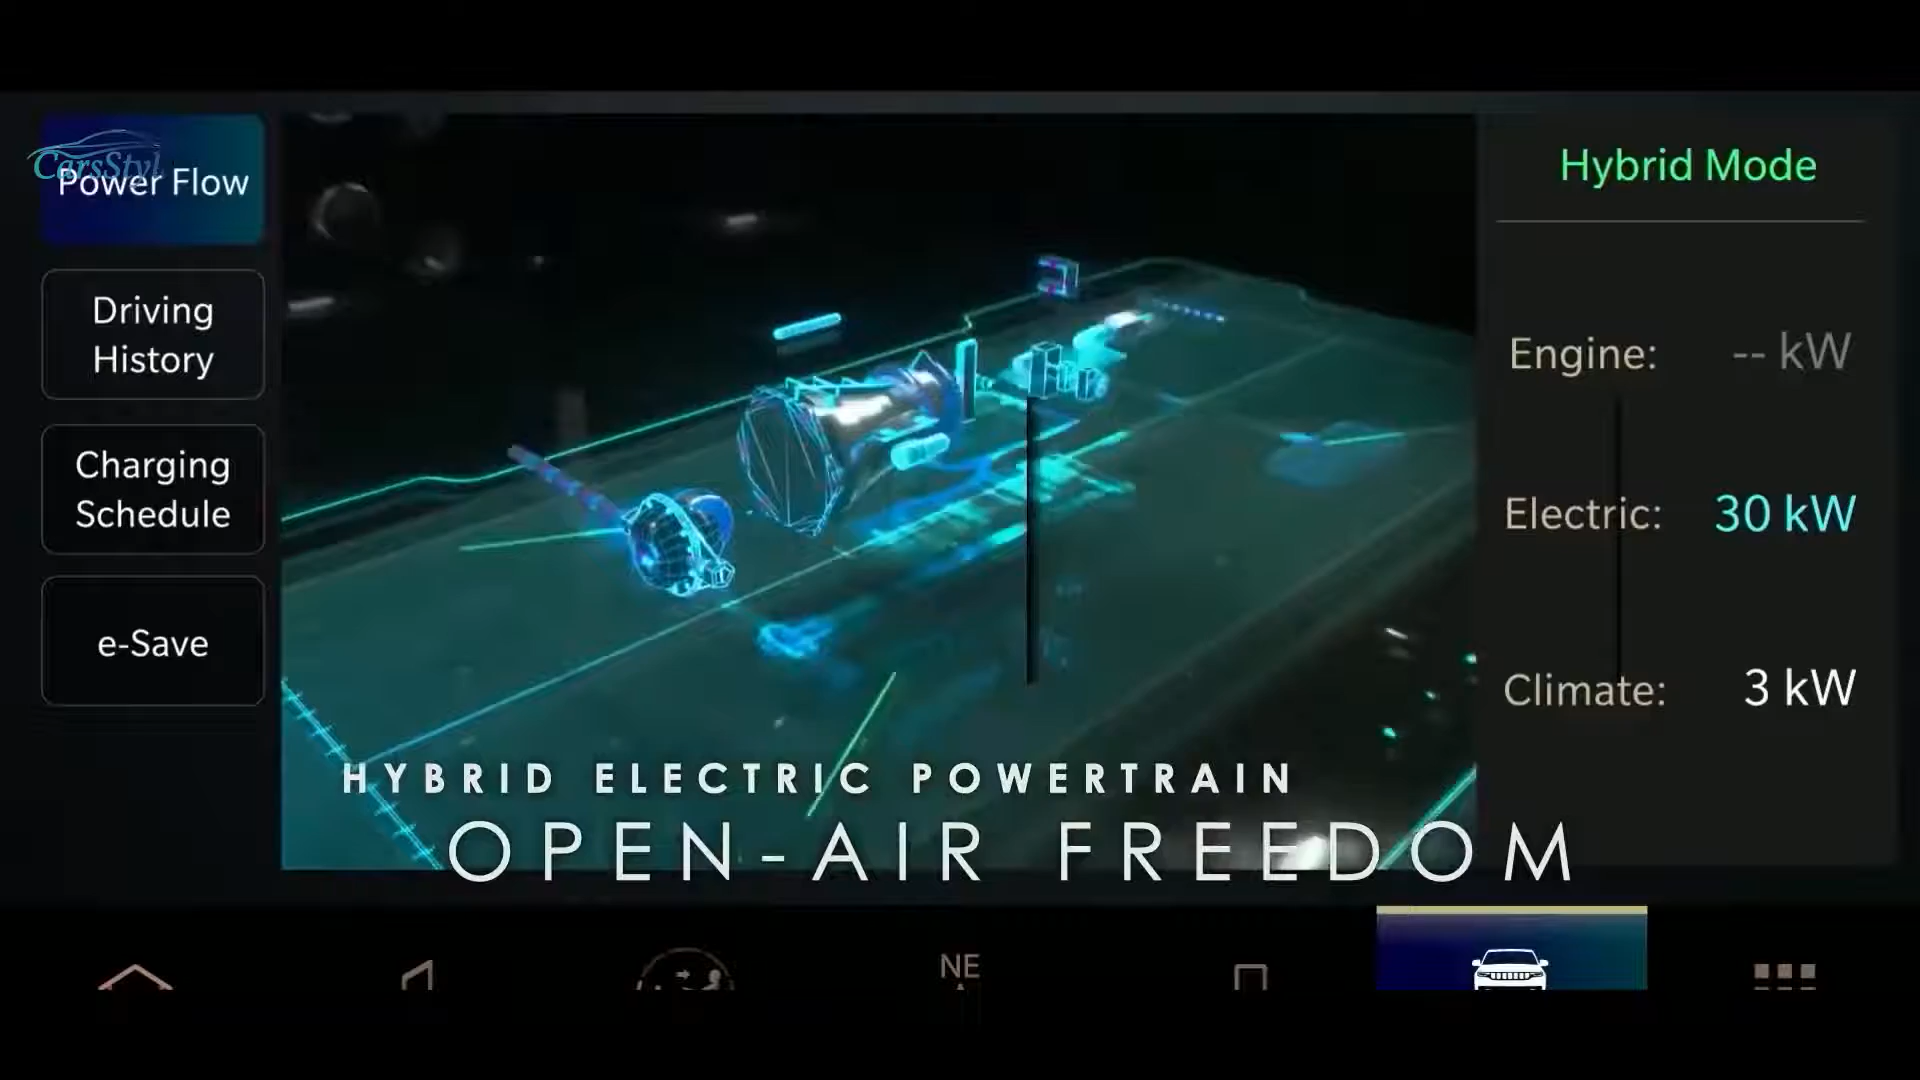 CarsStyl
Power Flow
Driving
History
Charging
Schedule
e-Save
Hybrid Mode
Engine: -- kW
Electric: 30 kW
Climate: 3 kW
HYBRID ELECTRIC POWERTRAIN
OPEN-AIR FREEDOM
NE